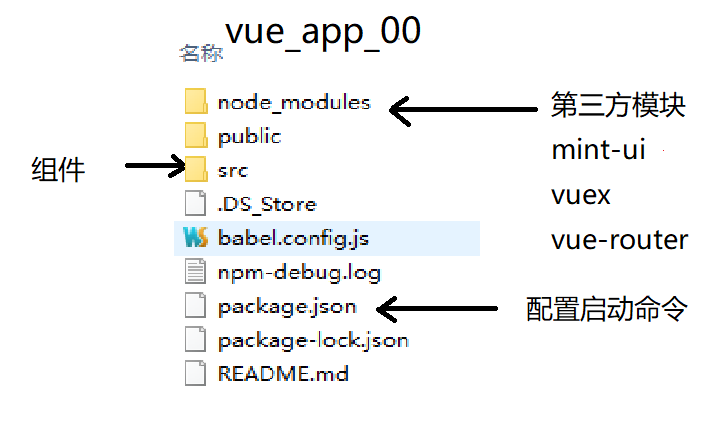 vue_app_00
名称
node_modules
第三方模块
public
mint-ui
组件
src
vuex
.DS_Store
babel.config.js
vue-router
npm-debug.log
package.json
配置启动命令
package-lock.json
README.md